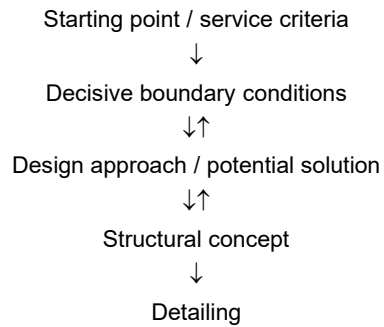 Starting point / service criteria
↓
Decisive boundary conditions
↓↑
Design approach / potential solution
↓↑
Structural concept
↓
Detailing